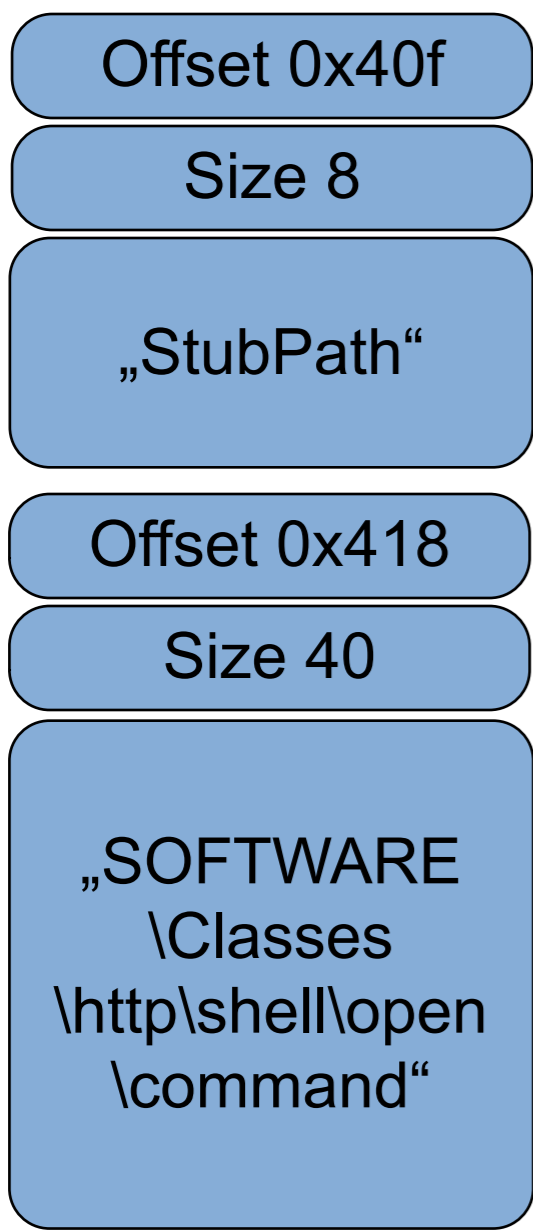 Offset 0x40f
Size 8
„StubPath“
Offset 0x418
Size 40
„SOFTWARE
\Classes
\http\shell\open
\command“